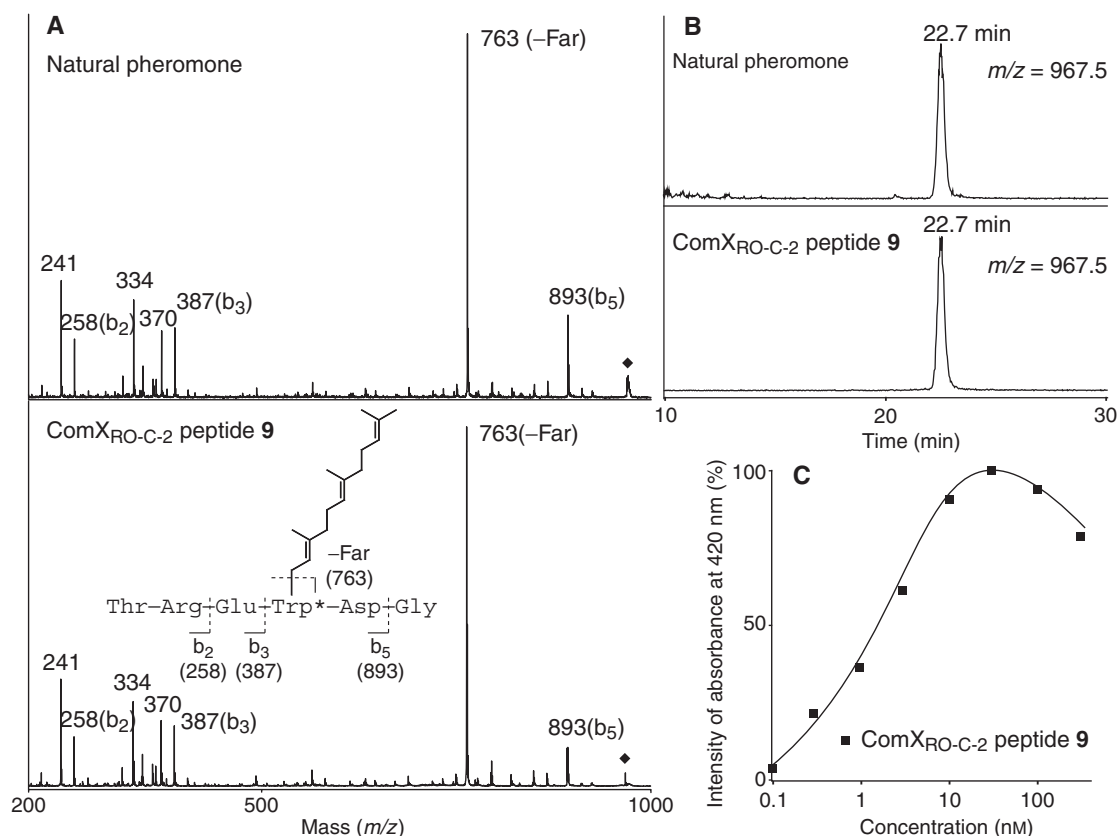 A
Natural pheromone
763 (–Far)
241
258(b2)
334
370
387(b3)
893(b5)
◆
ComXRO-C-2 peptide 9
763(–Far)
–Far
(763)
Thr–Arg–Glu–Trp*–Asp–Gly
b2 b3 b5
(258) (387) (893)
241
258(b2)
334
370
387(b3)
893(b5)
◆
200 500 1000
Mass (m/z)
B
22.7 min
Natural pheromone
m/z = 967.5
22.7 min
ComXRO-C-2 peptide 9
m/z = 967.5
10 20 30
Time (min)
C
Intensity of absorbance at 420 nm (%)
100
50
0
■ ComXRO-C-2 peptide 9
0.1 1 10 100
Concentration (nM)